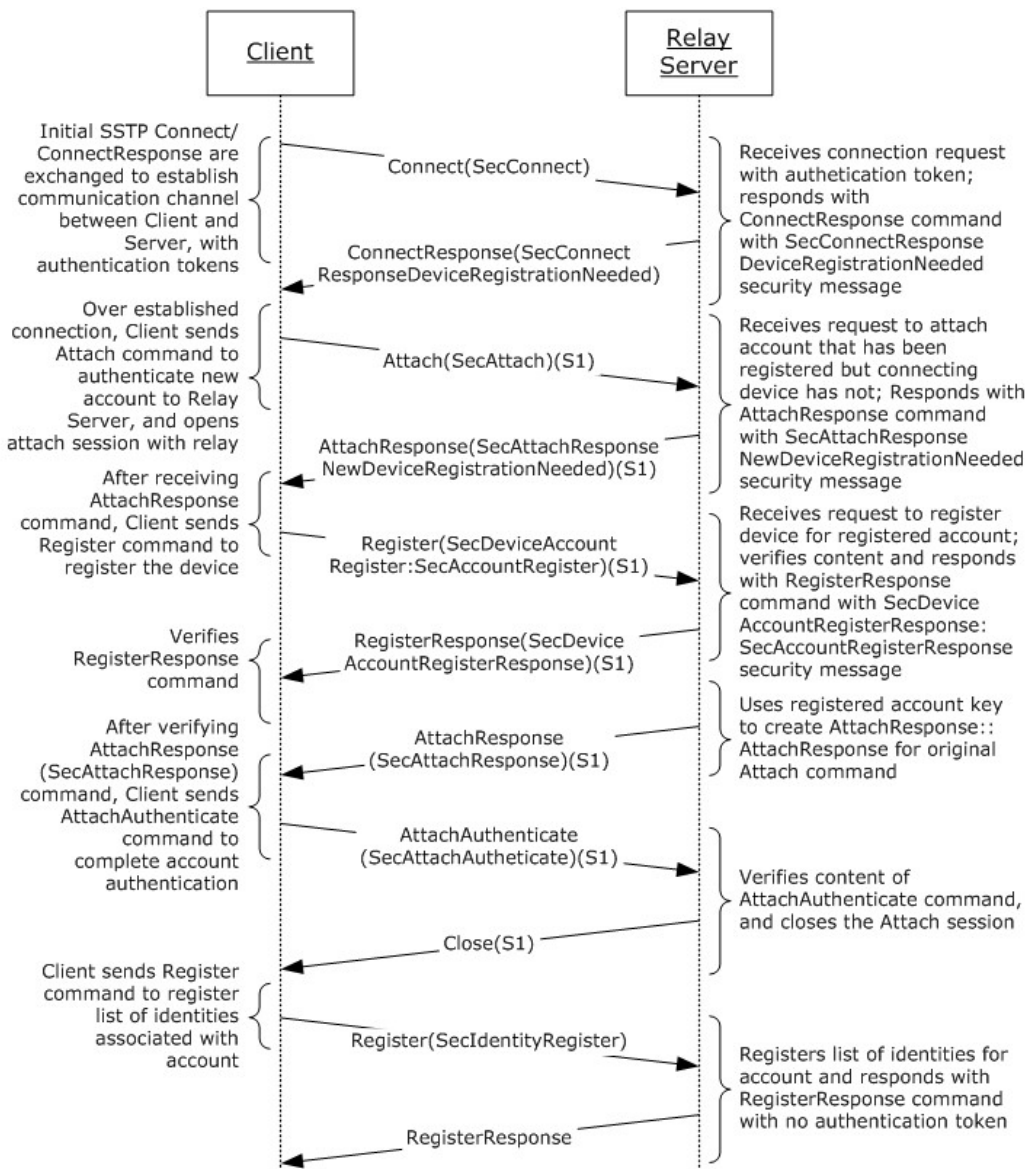 Client
Relay
Server
Initial SSTP Connect/
ConnectResponse are
exchanged to establish
communication channel
between Client and
Server, with
authentication tokens
Connect(SecConnect)
Receives connection request
with authetication token;
responds with
ConnectResponse command
with SecConnectResponse
DeviceRegistrationNeeded
security message
ConnectResponse(SecConnect
ResponseDeviceRegistrationNeeded)
Over established
connection, Client sends
Attach command to
authenticate new
account to Relay
Server, and opens
attach session with relay
Attach(SecAttach)(S1)
Receives request to attach
account that has been
registered but connecting
device has not; Responds with
AttachResponse command
with SecAttachResponse
NewDeviceRegistrationNeeded
security message
AttachResponse(SecAttachResponse
NewDeviceRegistrationNeeded)(S1)
After receiving
AttachResponse
command, Client sends
Register command to
register the device
Register(SecDeviceAccount
Register:SecAccountRegister)(S1)
Receives request to register
device for registered account;
verifies content and responds
with RegisterResponse
command with SecDevice
AccountRegisterResponse:
SecAccountRegisterResponse
security message
Verifies
RegisterResponse
command
RegisterResponse(SecDevice
AccountRegisterResponse)(S1)
Uses registered account key
to create AttachResponse::
AttachResponse for original
Attach command
AttachResponse
(SecAttachResponse)(S1)
After verifying
AttachResponse
(SecAttachResponse)
command, Client sends
AttachAuthenticate
command to
complete account
authentication
AttachAuthenticate
(SecAttachAutheticate)(S1)
Verifies content of
AttachAuthenticate command,
and closes the Attach session
Close(S1)
Client sends Register
command to register
list of identities
associated with
account
Register(SecIdentityRegister)
Registers list of identities for
account and responds with
RegisterResponse command
with no authentication token
RegisterResponse